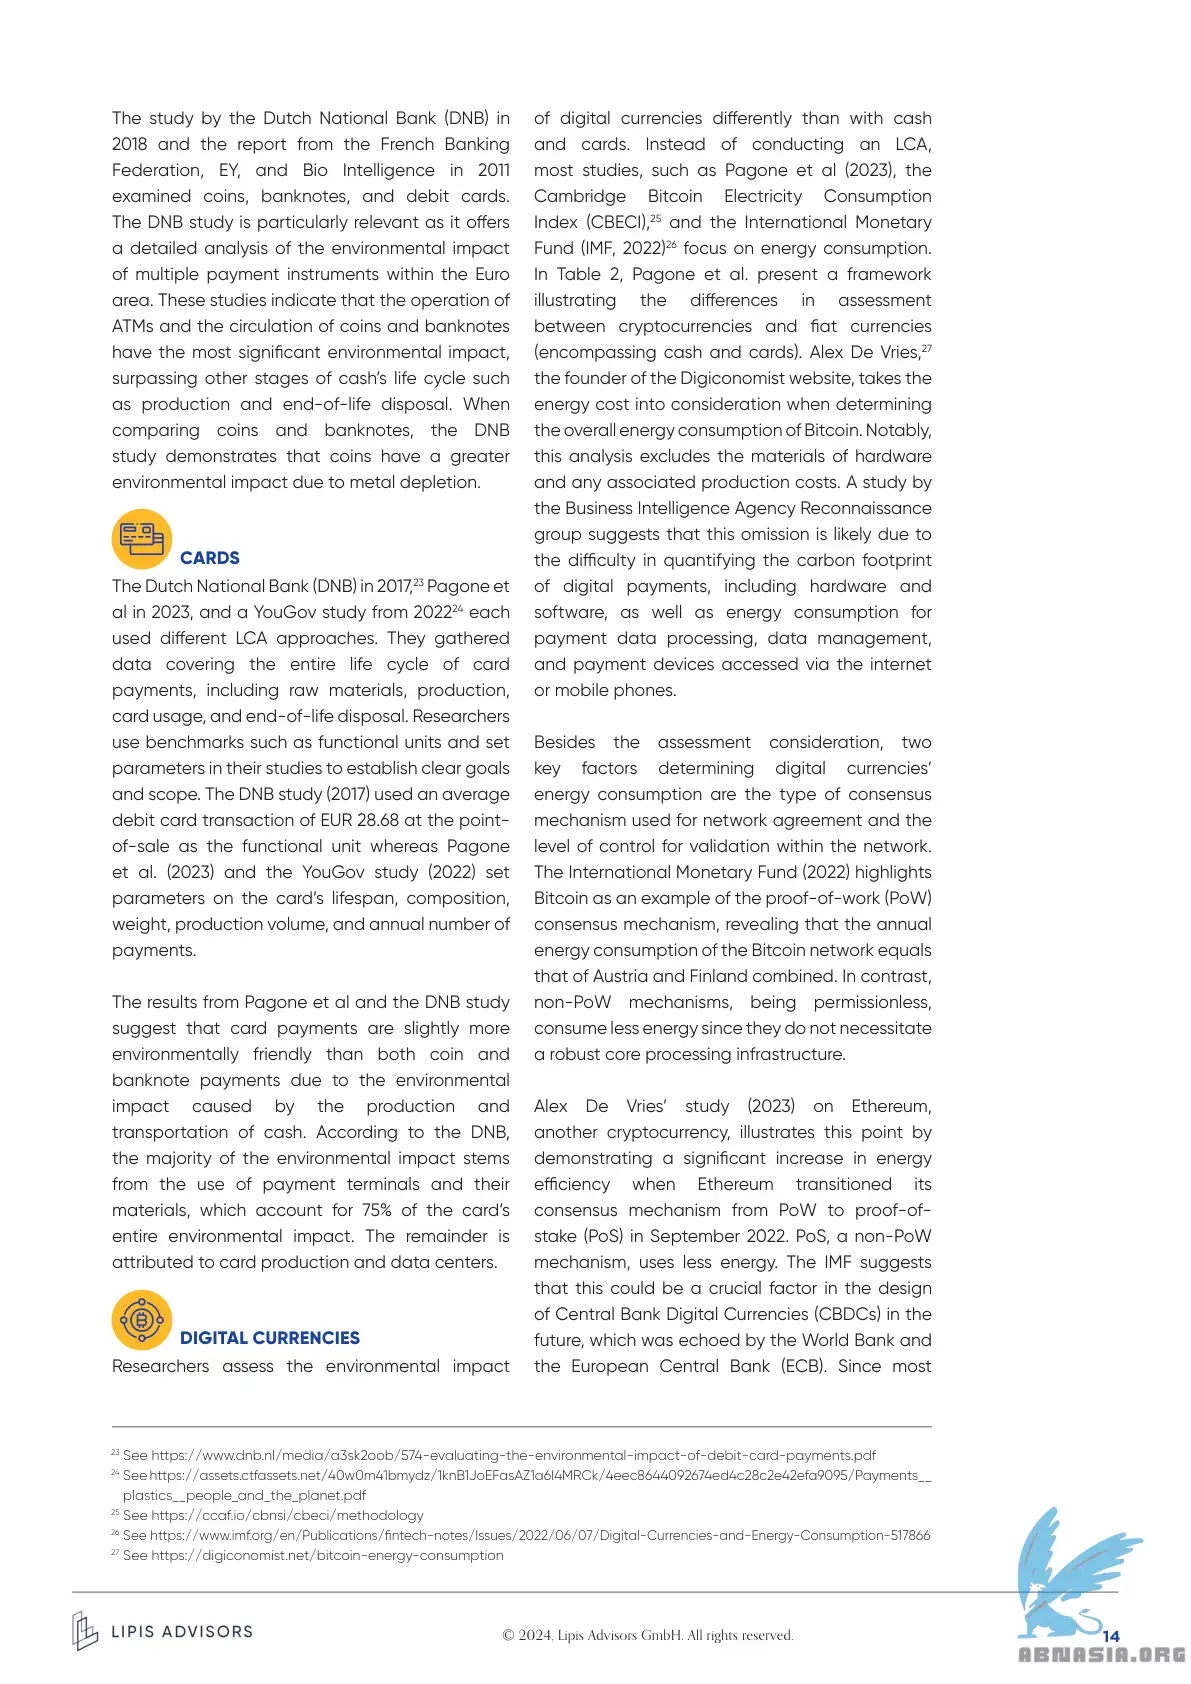 The study by the Dutch National Bank (DNB) in
2018 and the report from the French Banking
Federation, EY, and Bio Intelligence in 2011
examined coins, banknotes, and debit cards.
The DNB study is particularly relevant as it offers
a detailed analysis of the environmental impact
of multiple payment instruments within the Euro
area. These studies indicate that the operation of
ATMs and the circulation of coins and banknotes
have the most significant environmental impact,
surpassing other stages of cash's life cycle such
as production and end-of-life disposal. When
comparing coins and banknotes, the DNB
study demonstrates that coins have a greater
environmental impact due to metal depletion.
CARDS
The Dutch National Bank (DNB) in 2017,23 Pagone et
al in 2023, and a YouGov study from 202224 each
used different LCA approaches. They gathered
data covering the entire life cycle of card
payments, including raw materials, production,
card usage, and end-of-life disposal. Researchers
use benchmarks such as functional units and set
parameters in their studies to establish clear goals
and scope. The DNB study (2017) used an average
debit card transaction of EUR 28.68 at the point-
of-sale as the functional unit whereas Pagone
et al. (2023) and the YouGov study (2022) set
parameters on the card's lifespan, composition,
weight, production volume, and annual number of
payments.
The results from Pagone et al and the DNB study
suggest that card payments are slightly more
environmentally friendly than both coin and
banknote payments due to the environmental
impact caused by the production and
transportation of cash. According to the DNB,
the majority of the environmental impact stems
from the use of payment terminals and their
materials, which account for 75% of the card's
entire environmental impact. The remainder is
attributed to card production and data centers.
DIGITAL CURRENCIES
Researchers assess the environmental impact
of digital currencies differently than with cash
and cards. Instead of conducting an LCA,
most studies, such as Pagone et al (2023), the
Cambridge Bitcoin Electricity Consumption
Index (CBECI),25 and the International Monetary
Fund (IMF, 2022)26 focus on energy consumption.
In Table 2, Pagone et al. present a framework
illustrating the differences in assessment
between cryptocurrencies and fiat currencies
(encompassing cash and cards). Alex De Vries,27
the founder of the Digiconomist website, takes the
energy cost into consideration when determining
the overall energy consumption of Bitcoin. Notably,
this analysis excludes the materials of hardware
and any associated production costs. A study by
the Business Intelligence Agency Reconnaissance
group suggests that this omission is likely due to
the difficulty in quantifying the carbon footprint
of digital payments, including hardware and
software, as well as energy consumption for
payment data processing, data management,
and payment devices accessed via the internet
or mobile phones.
Besides the assessment consideration, two
key factors determining digital currencies'
energy consumption are the type of consensus
mechanism used for network agreement and the
level of control for validation within the network.
The International Monetary Fund (2022) highlights
Bitcoin as an example of the proof-of-work (PoW)
consensus mechanism, revealing that the annual
energy consumption of the Bitcoin network equals
that of Austria and Finland combined. In contrast,
non-PoW mechanisms, being permissionless,
consume less energy since they do not necessitate
a robust core processing infrastructure.
Alex De Vries' study (2023) on Ethereum,
another cryptocurrency, illustrates this point by
demonstrating a significant increase in energy
efficiency when Ethereum transitioned its
consensus mechanism from PoW to proof-of-
stake (PoS) in September 2022. PoS, a non-PoW
mechanism, uses less energy. The IMF suggests
that this could be a crucial factor in the design
of Central Bank Digital Currencies (CBDCs) in the
future, which was echoed by the World Bank and
the European Central Bank (ECB). Since most
23 See https://www.dnb.nl/media/a3sk2oob/574-evaluating-the-environmental-impact-of-debit-card-payments.pdf
24 See https://assets.ctfassets.net/40w0m41bmydz/1knB1JoEFasAZ1a6I4MRCk/4eec8644092674ed4c28c2e42efa9095/Payments__
plastics__people_and_the_planet.pdf
25 See https://ccaf.io/cbnsi/cbeci/methodology
26 See https://www.imf.org/en/Publications/fintech-notes/Issues/2022/06/07/Digital-Currencies-and-Energy-Consumption-517866
27 See https://digiconomist.net/bitcoin-energy-consumption
LIPIS ADVISORS
© 2024, Lipis Advisors GmbH. All rights reserved.
14
ABNASIA.ORG